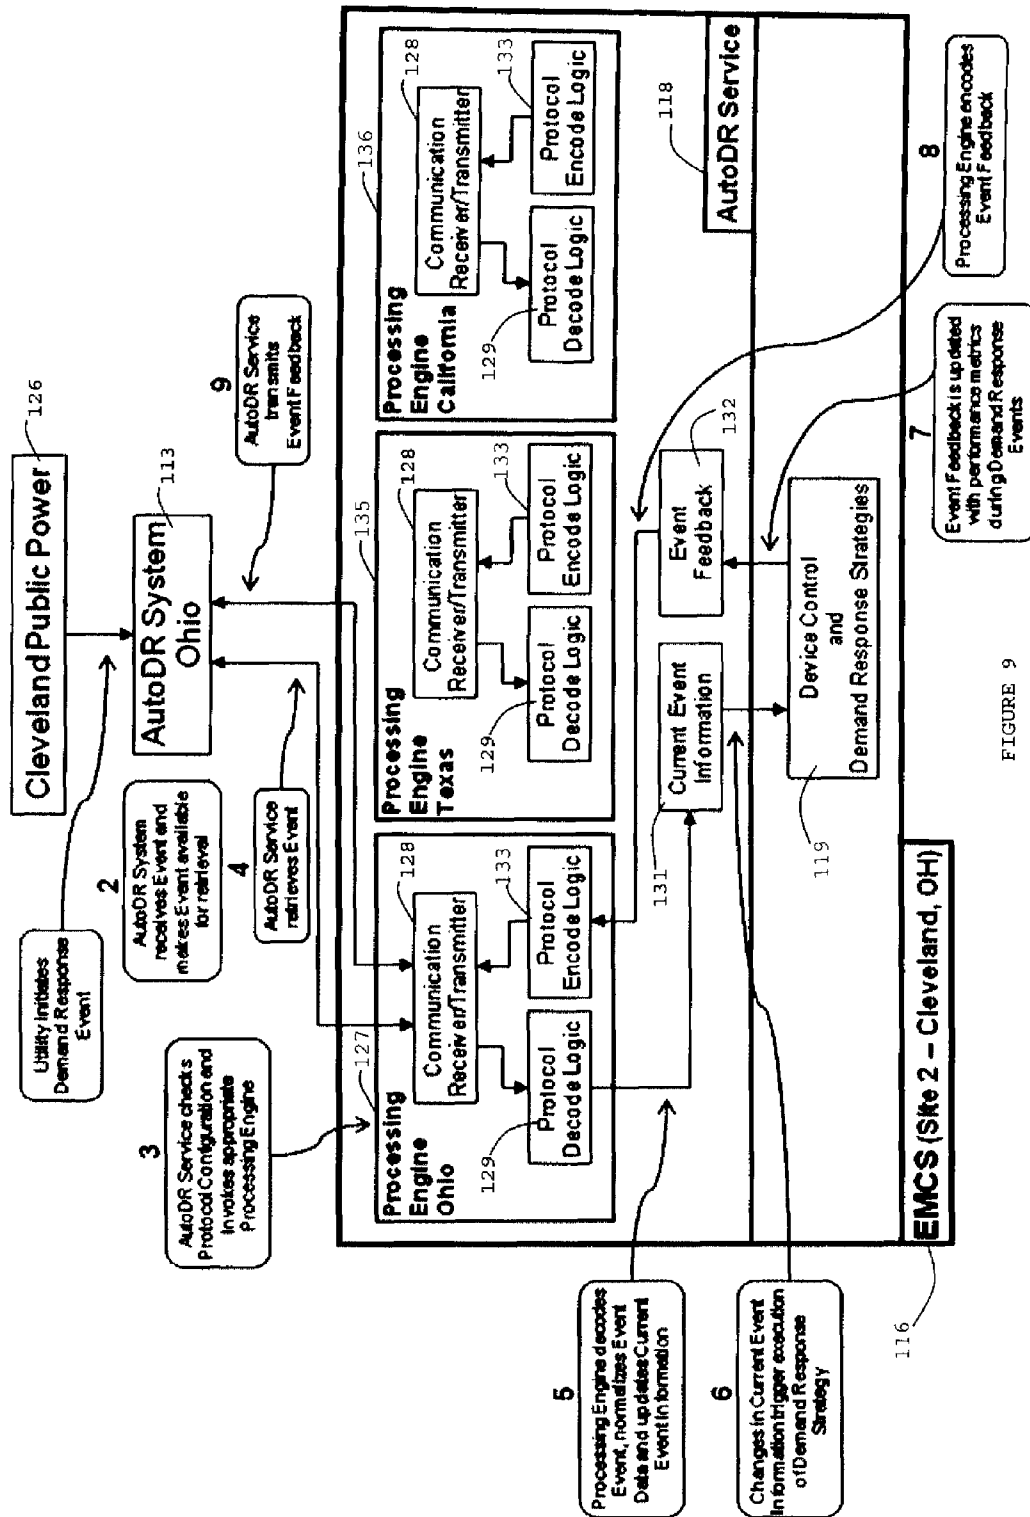 Cleveland Public Power
126
Utility Initiates
Demand Response
Event
AutoDR System
Ohio
113
2
AutoDR System
receives Event and
makes Event available
for retrieval
9
AutoDR Service
transmits
Event Feedback
3
AutoDR Service checks
Protocol Configuration and
Invokes appropriate
Processing Engine
4
AutoDR Service
retrieves Event
127
135
136
Processing
Engine
Ohio
Communication
Receiver/Transmitter
128
129
Protocol
Decode Logic
133
Protocol
Encode Logic
Processing
Engine
Texas
Communication
Receiver/Transmitter
128
129
Protocol
Decode Logic
133
Protocol
Encode Logic
Processing
Engine
California
Communication
Receiver/Transmitter
128
129
Protocol
Decode Logic
133
Protocol
Encode Logic
5
Processing Engine decodes
Event, normalizes Event
Data and updates Current
Event Information
131
Current Event
Information
Event
Feedback
132
118
AutoDR Service
6
Changes in Current Event
Information trigger execution
of Demand Response
Strategy
119
Device Control
and
Demand Response Strategies
116
EMCS (Site 2 – Cleveland, OH)
7
Event Feedback is updated
with performance metrics
during Demand Response
Events
8
Processing Engine encodes
Event Feedback
FIGURE 9